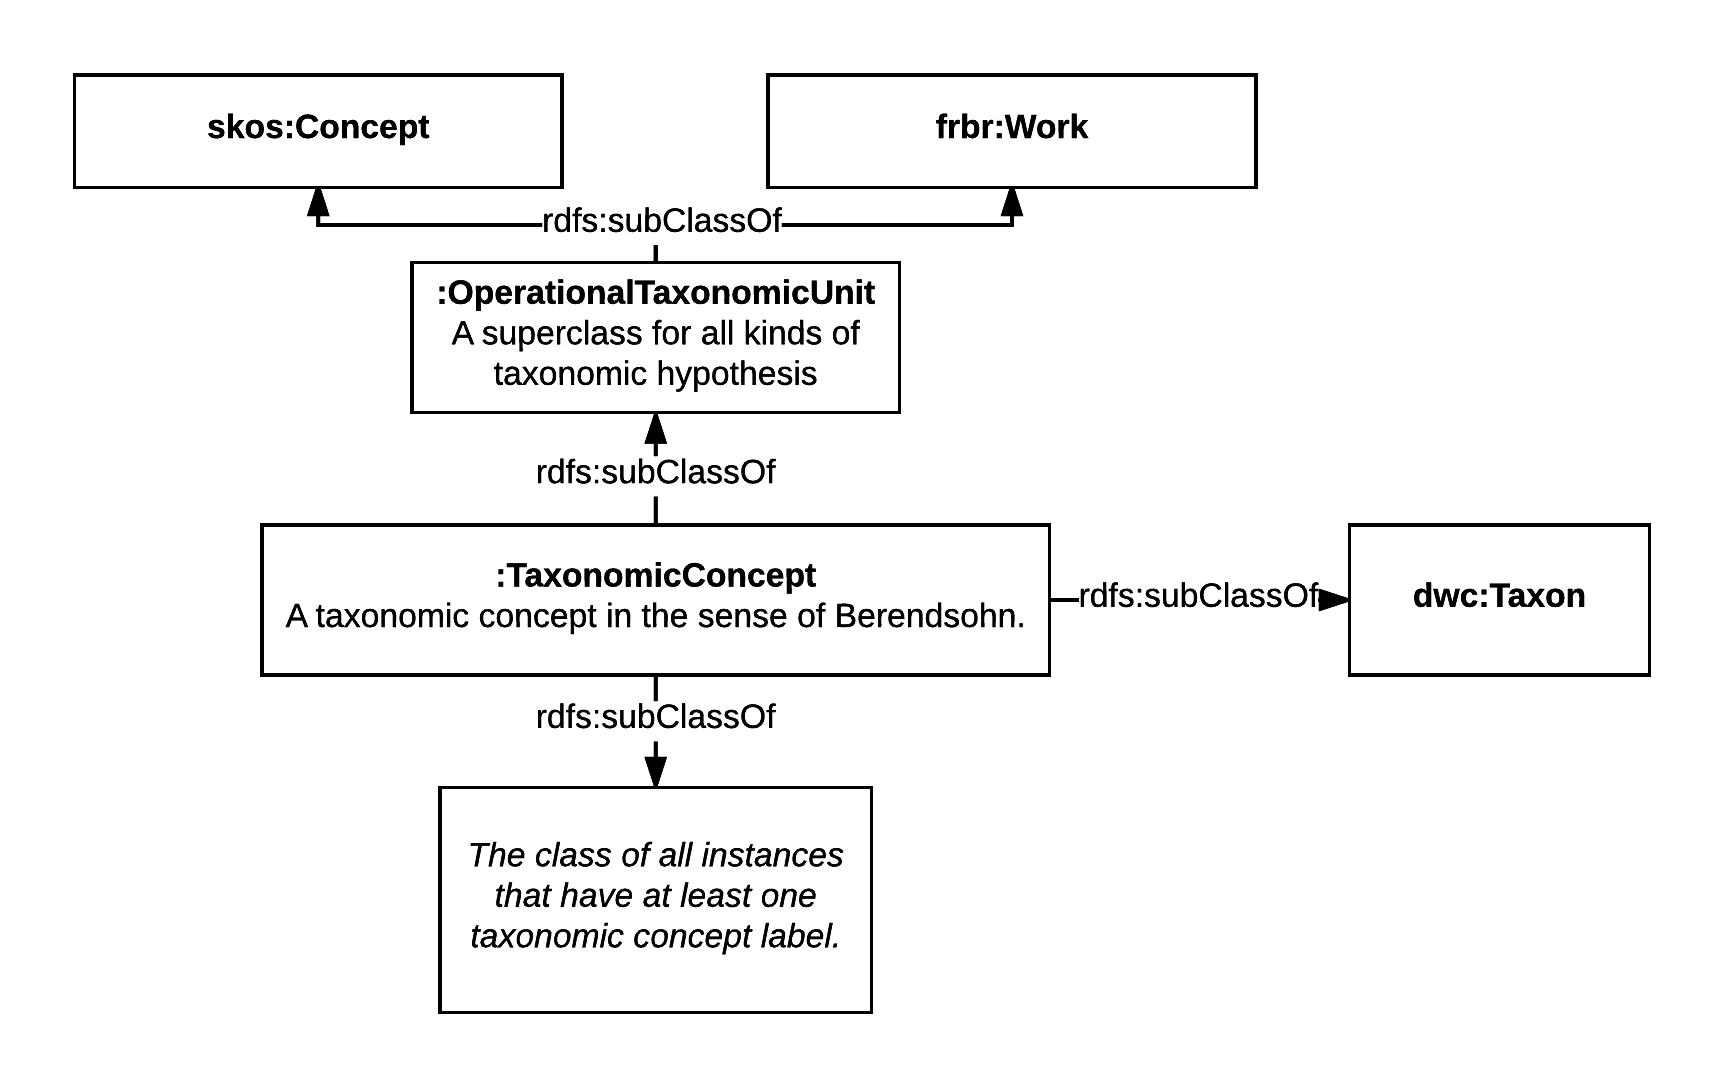 skos:Concept
frbr:Work
rdfs:subClassOf
:OperationalTaxonomicUnit
A superclass for all kinds of
taxonomic hypothesis
rdfs:subClassOf
:TaxonomicConcept
A taxonomic concept in the sense of Berendsohn.
rdfs:subClassOf
dwc:Taxon
rdfs:subClassOf
The class of all instances
that have at least one
taxonomic concept label.